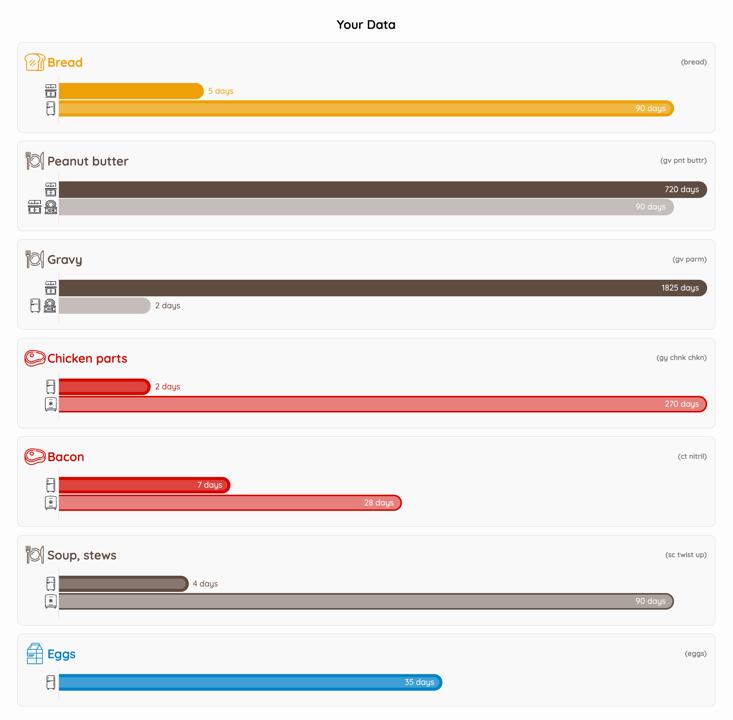 Your Data
Bread (bread)
5 days
90 days
Peanut butter (gv pnt buttr)
720 days
90 days
Gravy (gv parm)
1825 days
2 days
Chicken parts (gy chnk chkn)
2 days
270 days
Bacon (ct nitril)
7 days
28 days
Soup, stews (sc twist up)
4 days
90 days
Eggs (eggs)
35 days